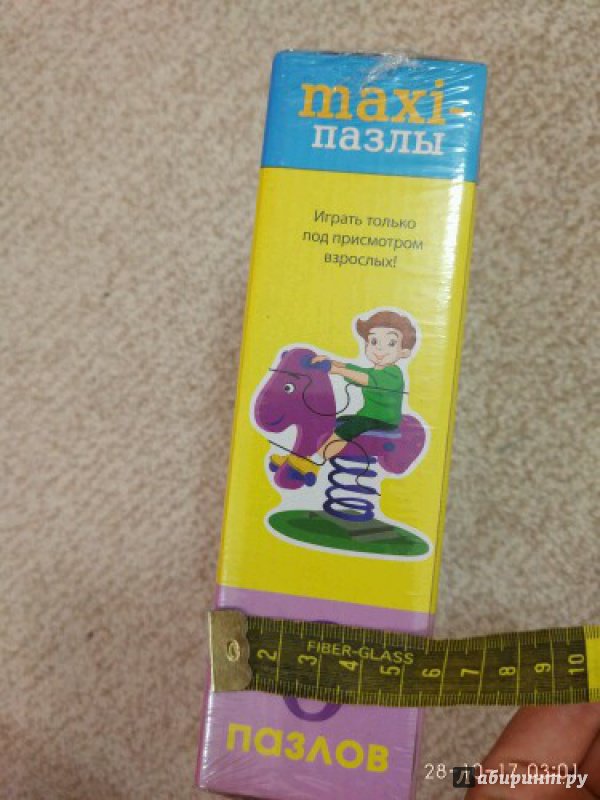 maxi-
пазлы
Играть только
под присмотром
взрослых!
FIBER-GLASS
2 3 4 5 6 7 8 9 10
пазлов
28-10-17 03:01
Лабиринт.ру